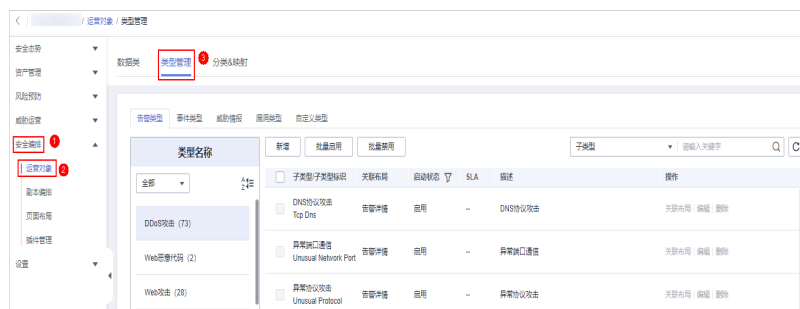 / 运营对象 / 类型管理
安全态势
资产管理
风险预防
威胁运营
安全编排 1
运营对象 2
剧本编排
页面布局
插件管理
设置
数据类 类型管理 3 分类&映射
告警类型 事件类型 威胁情报 漏洞类型 自定义类型
类型名称
全部
DDoS攻击 (73)
Web恶意代码 (2)
Web攻击 (28)
新增 批量启用 批量禁用 子类型 请输入关键字
子类型/子类型标识 关联布局 启动状态 SLA 描述 操作
DNS协议攻击
Tcp Dns 告警详情 启用 -- DNS协议攻击 关联布局 编辑 删除
异常端口通信
Unusual Network Port 告警详情 启用 -- 异常端口通信 关联布局 编辑 删除
异常协议攻击
Unusual Protocol 告警详情 启用 -- 异常协议攻击 关联布局 编辑 删除